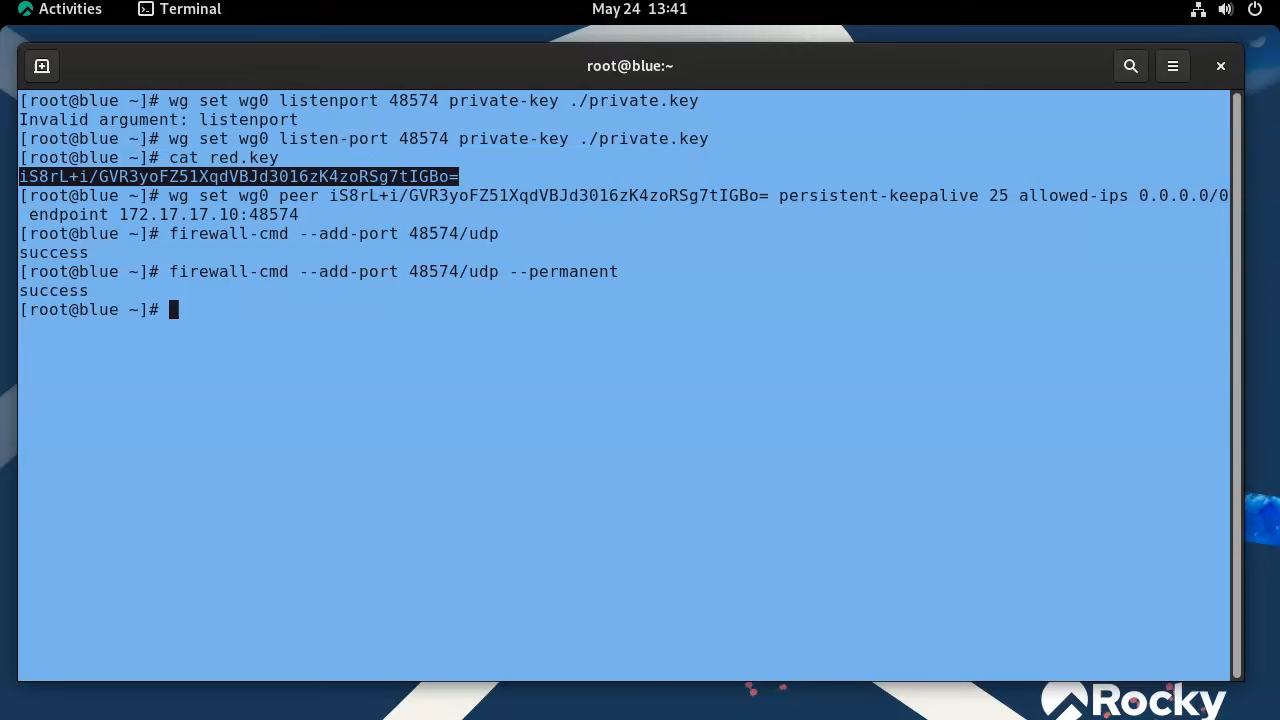 Activities
Terminal
May 24 13:41
root@blue:~
[root@blue ~]# wg set wg0 listenport 48574 private-key ./private.key
Invalid argument: listenport
[root@blue ~]# wg set wg0 listen-port 48574 private-key ./private.key
[root@blue ~]# cat red.key
iS8rL+i/GVR3yoFZ51XqdVBJd3016zK4zoRSg7tIGBo=
[root@blue ~]# wg set wg0 peer iS8rL+i/GVR3yoFZ51XqdVBJd3016zK4zoRSg7tIGBo= persistent-keepalive 25 allowed-ips 0.0.0.0/0
endpoint 172.17.17.10:48574
[root@blue ~]# firewall-cmd --add-port 48574/udp
success
[root@blue ~]# firewall-cmd --add-port 48574/udp --permanent
success
[root@blue ~]#
Rocky